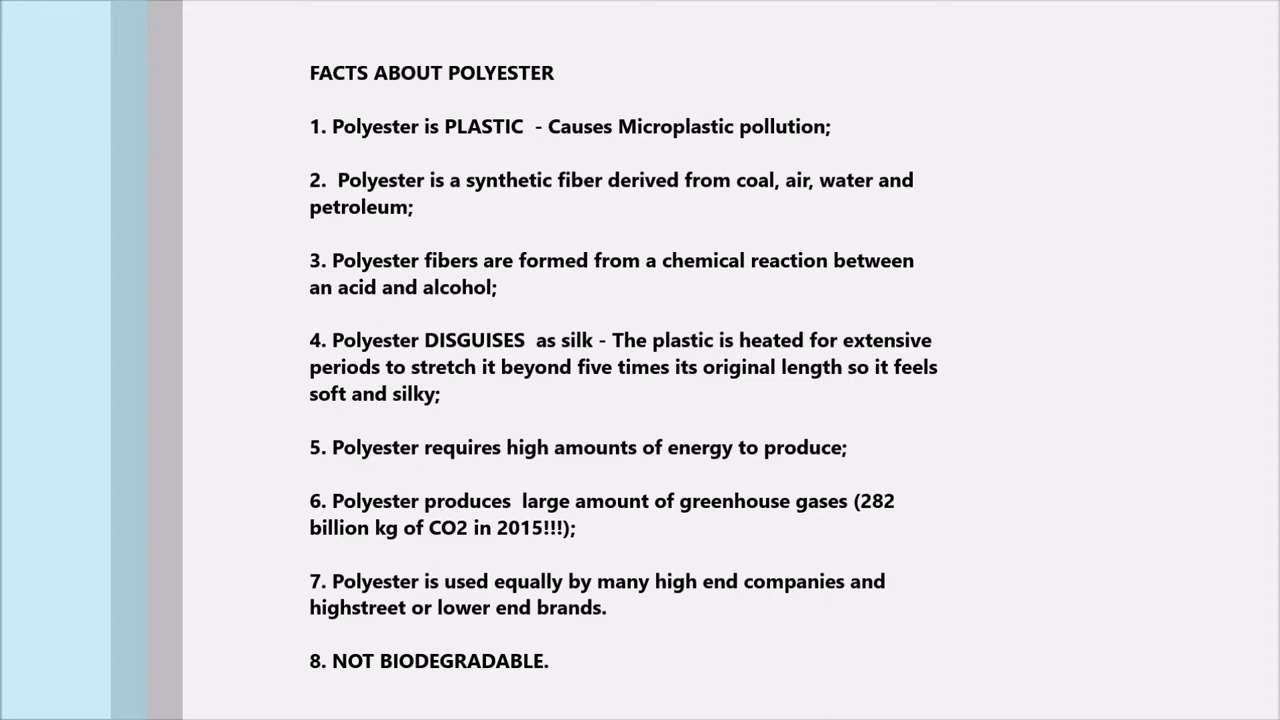 FACTS ABOUT POLYESTER
1. Polyester is PLASTIC  - Causes Microplastic pollution;
2.  Polyester is a synthetic fiber derived from coal, air, water and
petroleum;
3. Polyester fibers are formed from a chemical reaction between
an acid and alcohol;
4. Polyester DISGUISES  as silk - The plastic is heated for extensive
periods to stretch it beyond five times its original length so it feels
soft and silky;
5. Polyester requires high amounts of energy to produce;
6. Polyester produces  large amount of greenhouse gases (282
billion kg of CO2 in 2015!!!);
7. Polyester is used equally by many high end companies and
highstreet or lower end brands.
8. NOT BIODEGRADABLE.